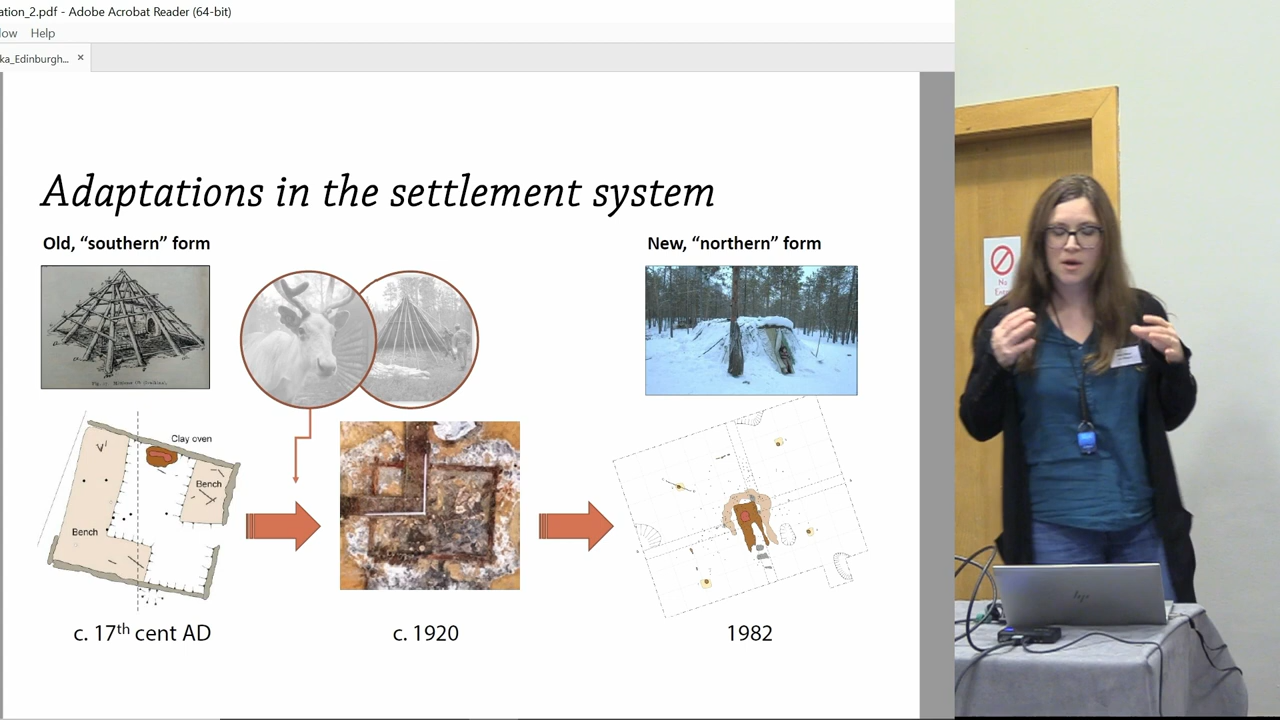 ation_2.pdf - Adobe Acrobat Reader (64-bit)
low Help
ka_Edinburgh... ×
Adaptations in the settlement system
Old, “southern” form
New, “northern” form
Clay oven
Bench
Bench
c. 17th cent AD
c. 1920
1982
No